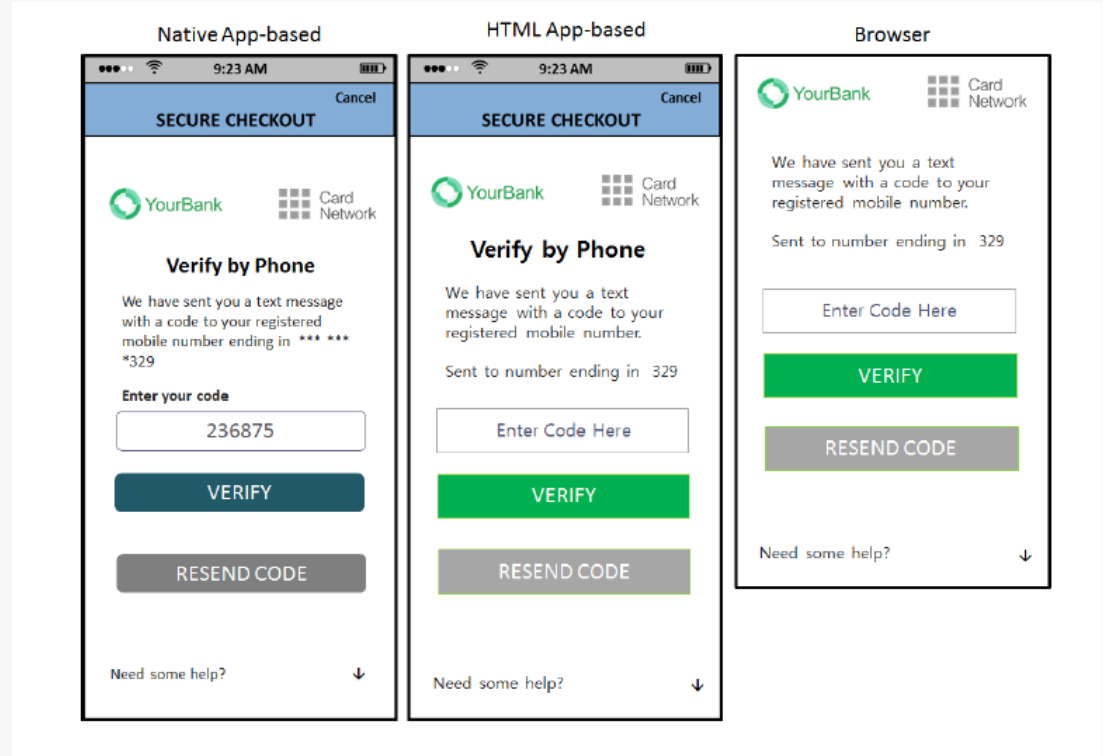 Native App-based
9:23 AM
Cancel
SECURE CHECKOUT
YourBank
Card
Network
Verify by Phone
We have sent you a text message
with a code to your registered
mobile number ending in *** ***
*329
Enter your code
236875
VERIFY
RESEND CODE
Need some help?
HTML App-based
9:23 AM
Cancel
SECURE CHECKOUT
YourBank
Card
Network
Verify by Phone
We have sent you a text
message with a code to your
registered mobile number.
Sent to number ending in 329
Enter Code Here
VERIFY
RESEND CODE
Need some help?
Browser
YourBank
Card
Network
We have sent you a text
message with a code to your
registered mobile number.
Sent to number ending in 329
Enter Code Here
VERIFY
RESEND CODE
Need some help?